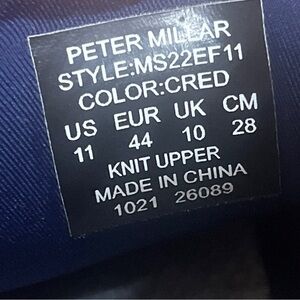 PETER MILLAR
STYLE:MS22EF11
COLOR:CRED
US EUR UK CM
11 44 10 28
KNIT UPPER
MADE IN CHINA
1021 26089